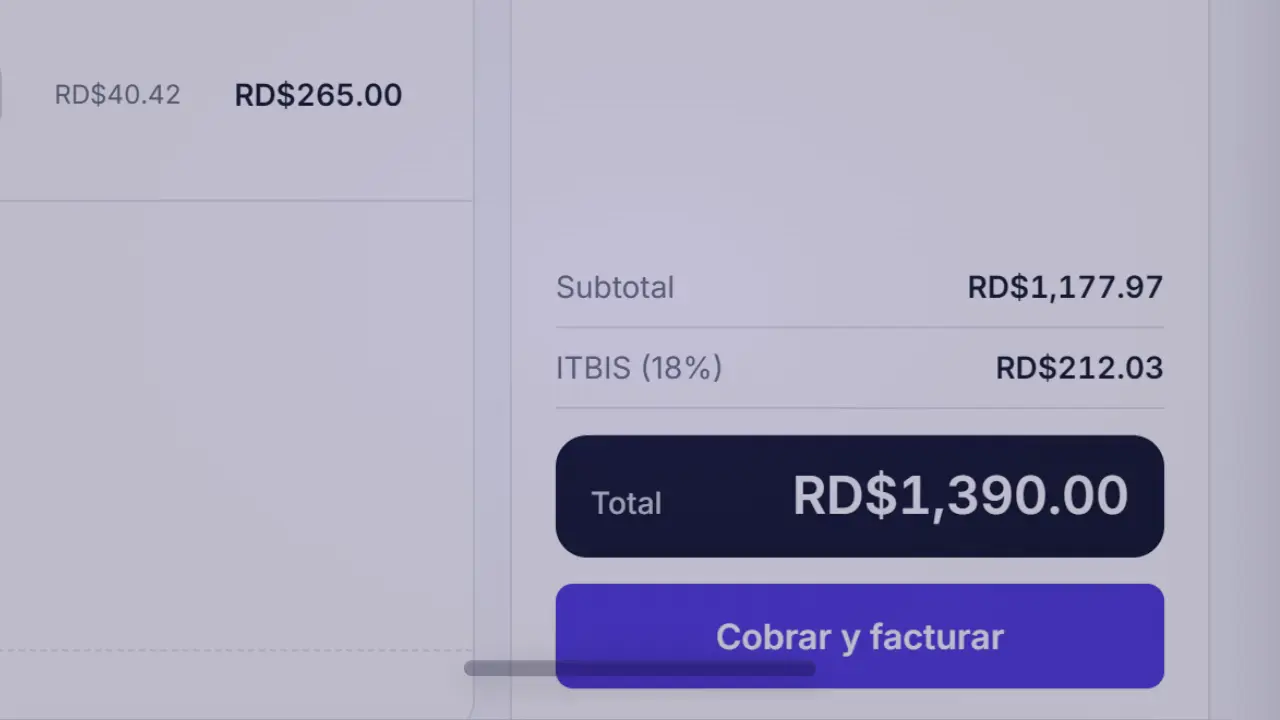 RD$40.42 RD$265.00
Subtotal RD$1,177.97
ITBIS (18%) RD$212.03
Total RD$1,390.00
Cobrar y facturar